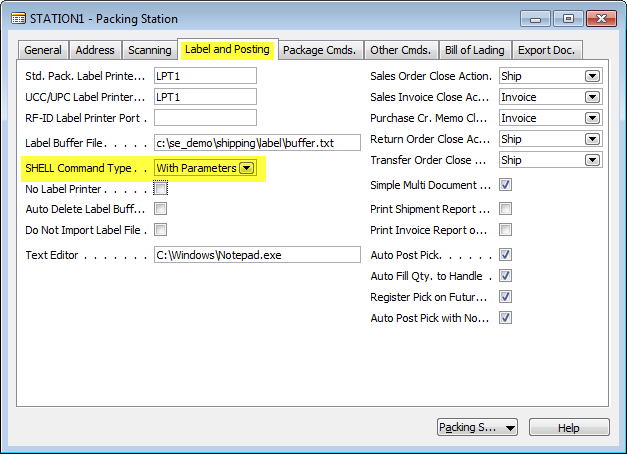 STATION1 - Packing Station
General Address Scanning Label and Posting Package Cmds. Other Cmds. Bill of Lading Export Doc.
Std. Pack. Label Printe... LPT1
UCC/UPC Label Printer... LPT1
RF-ID Label Printer Port .
Label Buffer File. . . . . c:\se_demo\shipping\label\buffer.txt
SHELL Command Type . . With Parameters
No Label Printer . . . . .
Auto Delete Label Buff...
Do Not Import Label File .
Text Editor . . . . . . . C:\Windows\Notepad.exe
Sales Order Close Action. Ship
Sales Invoice Close Ac... Invoice
Purchase Cr. Memo Cl... Invoice
Return Order Close Ac... Ship
Transfer Order Close ... Ship
Simple Multi Document ...
Print Shipment Report ...
Print Invoice Report o...
Auto Post Pick. . . . . .
Auto Fill Qty. to Handle .
Register Pick on Futur...
Auto Post Pick with No...
Packing S... Help